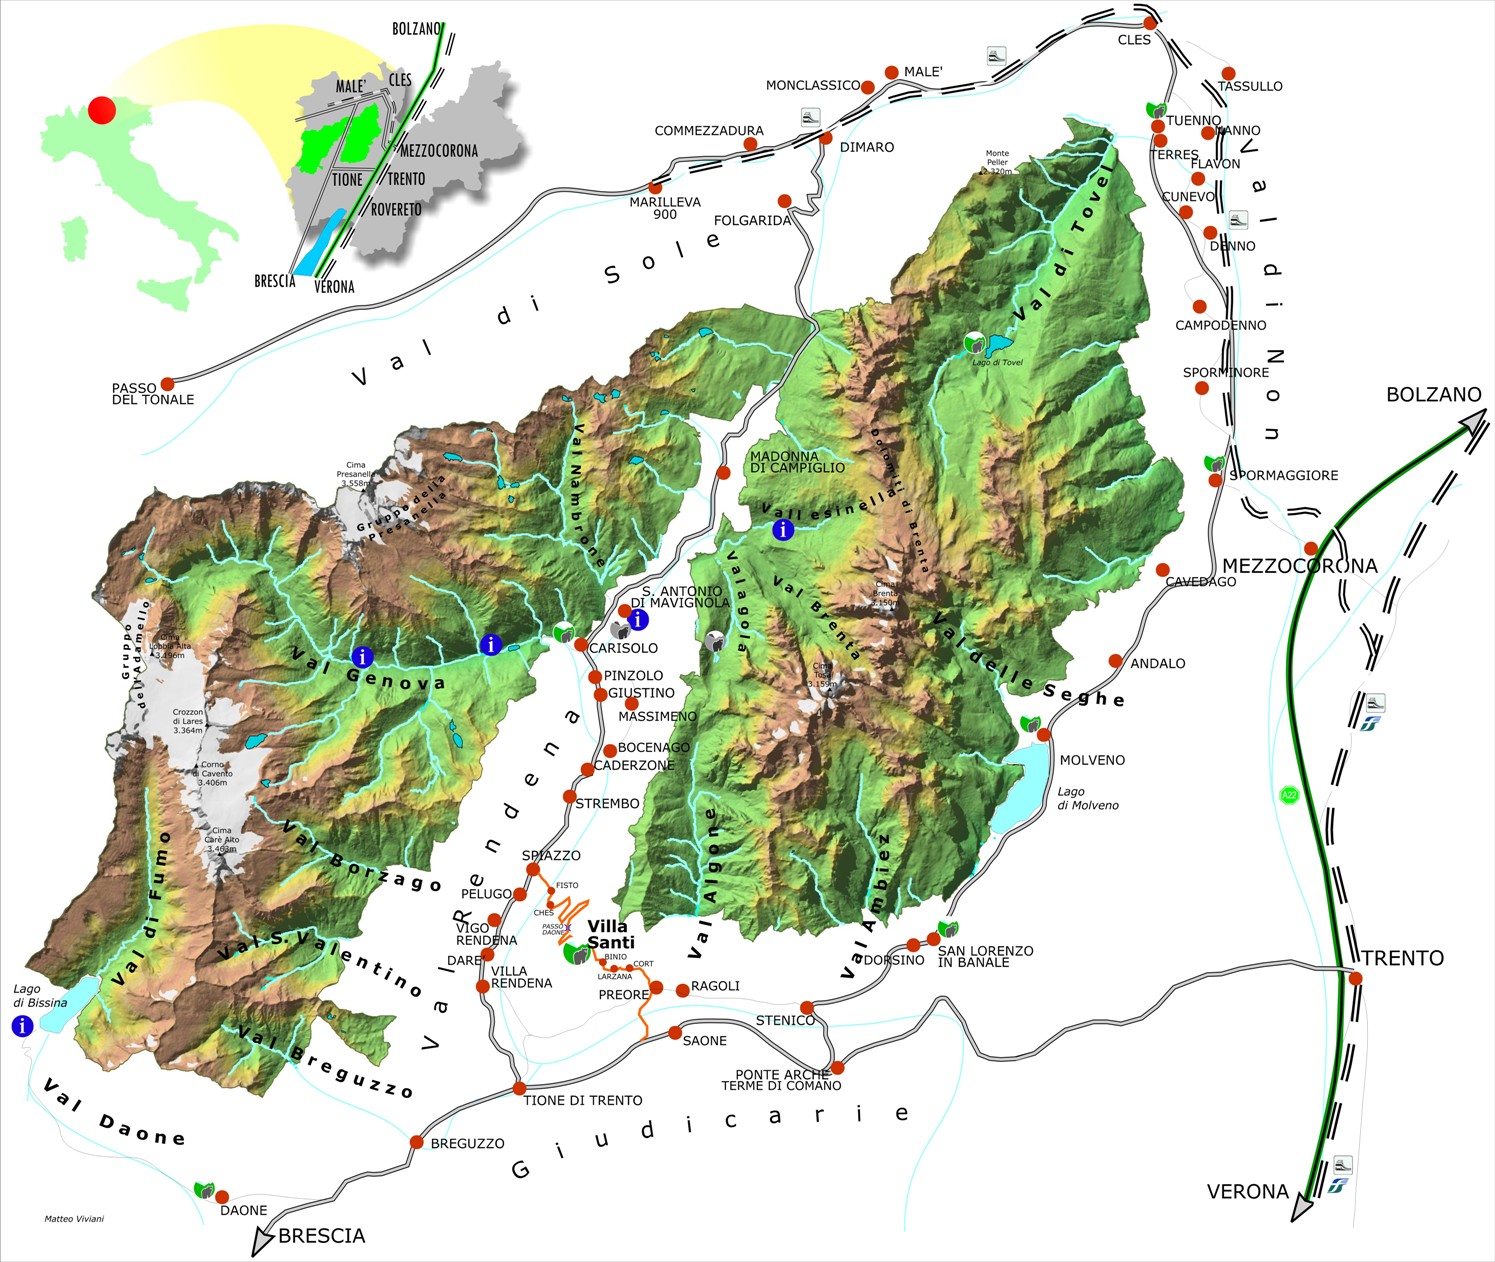 BOLZANO
MALE'
CLES
MEZZOCORONA
TIONE
TRENTO
ROVERETO
BRESCIA
VERONA
CLES
TASSULLO
MONCLASSICO
MALE'
COMMEZZADURA
DIMARO
MARILLEVA
900
FOLGARIDA
Monte
Peller
2.320m
TUENNO
NANNO
TERRES
FLAVON
CUNEVO
DENNO
Val di Non
Val di Sole
Val di Tovel
Lago di Tovel
CAMPODENNO
SPORMINORE
SPORMAGGIORE
PASSO
DEL TONALE
BOLZANO
MADONNA
DI CAMPIGLIO
Dolomiti di Brenta
Vallesinella
Val Nambrone
Cima
Presanella
3.558m
Gruppo della
Presanella
MEZZOCORONA
CAVEDAGO
S. ANTONIO
DI MAVIGNOLA
Valagola
Val Brenta
Cima
Brenta
3.150m
Val delle Seghe
Gruppo
dell'Adamello
Cima
Lobbia Alta
3.196m
Val Genova
CARISOLO
PINZOLO
GIUSTINO
MASSIMENO
Cima
Tosa
3.159m
ANDALO
Crozzon
di Lares
3.364m
BOCENAGO
CADERZONE
STREMBO
MOLVENO
Lago
di Molveno
A22
Corno
di Cavento
3.406m
Cima
Carè Alto
3.463m
Val Borzago
Val Rendena
SPIAZZO
FISTO
PELUGO
CHES
PASSO
DAONE
Villa
Santi
VIGO
RENDENA
DARE'
VILLA
RENDENA
BINIO
LARZANA
CORT
PREORE
RAGOLI
Val Algone
Val Ambiez
DORSINO
SAN LORENZO
IN BANALE
TRENTO
Val di Fumo
Val S. Valentino
Lago
di Bissina
STENICO
SAONE
Val Breguzzo
PONTE ARCHE
TERME DI COMANO
TIONE DI TRENTO
Val Daone
Giudicarie
BREGUZZO
VERONA
DAONE
Matteo Viviani
BRESCIA